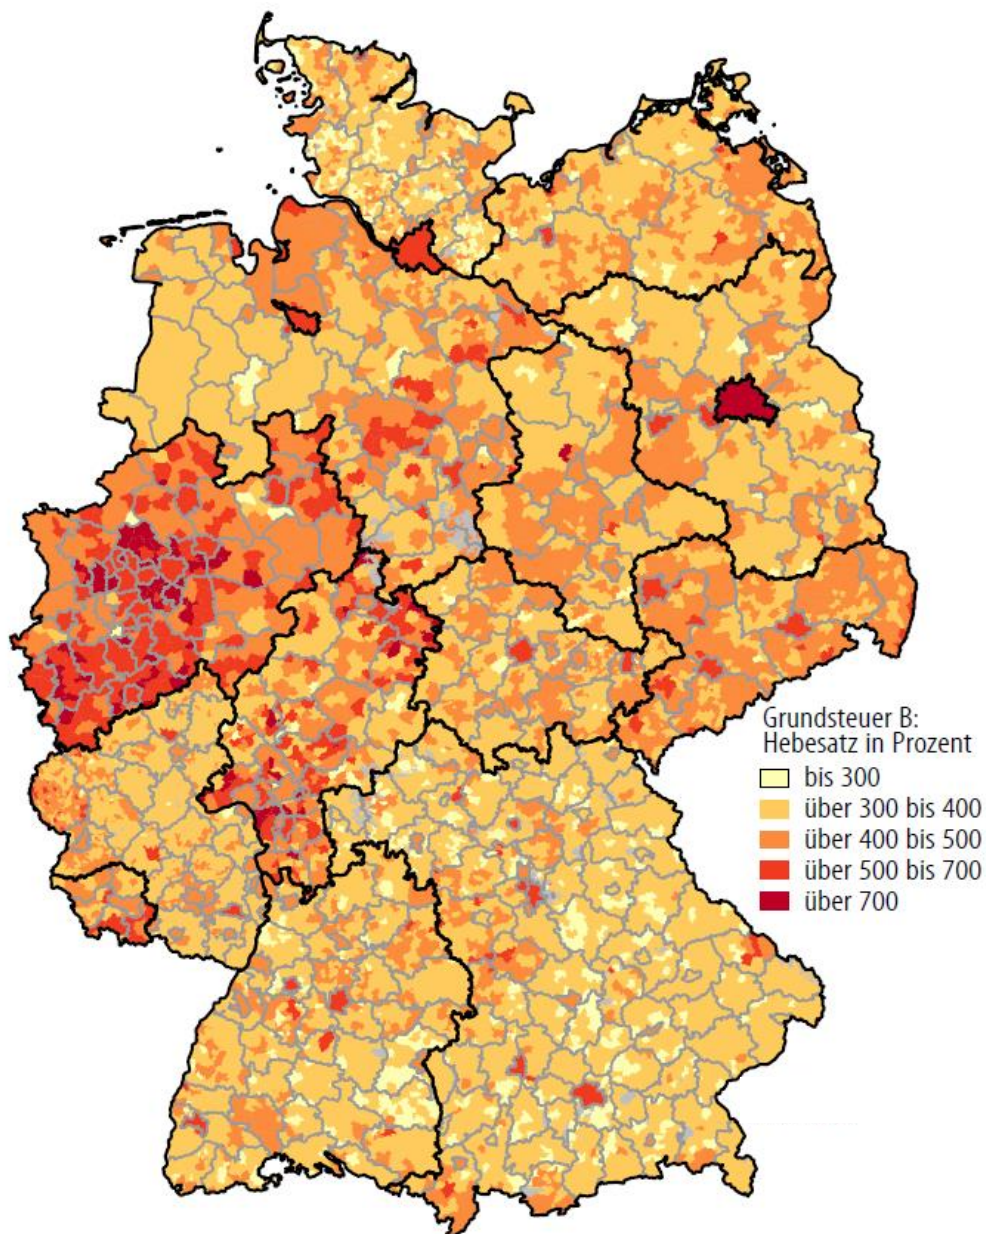 Grundsteuer B:
Hebesatz in Prozent
bis 300
über 300 bis 400
über 400 bis 500
über 500 bis 700
über 700